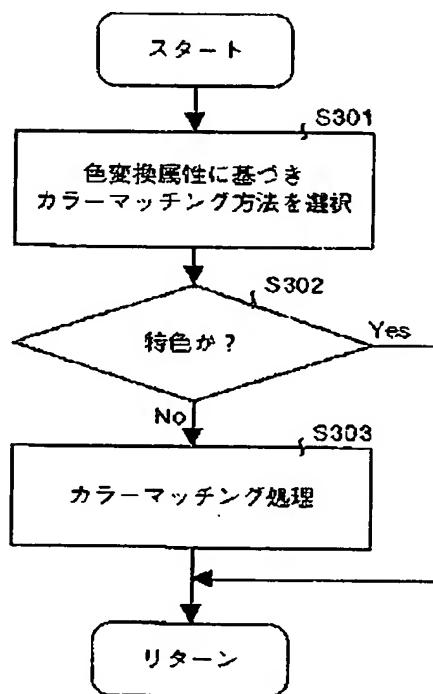 スタート
S301
色変換属性に基づき
カラーマッチング方法を選択
S302
特色か?
Yes
No
S303
カラーマッチング処理
リターン